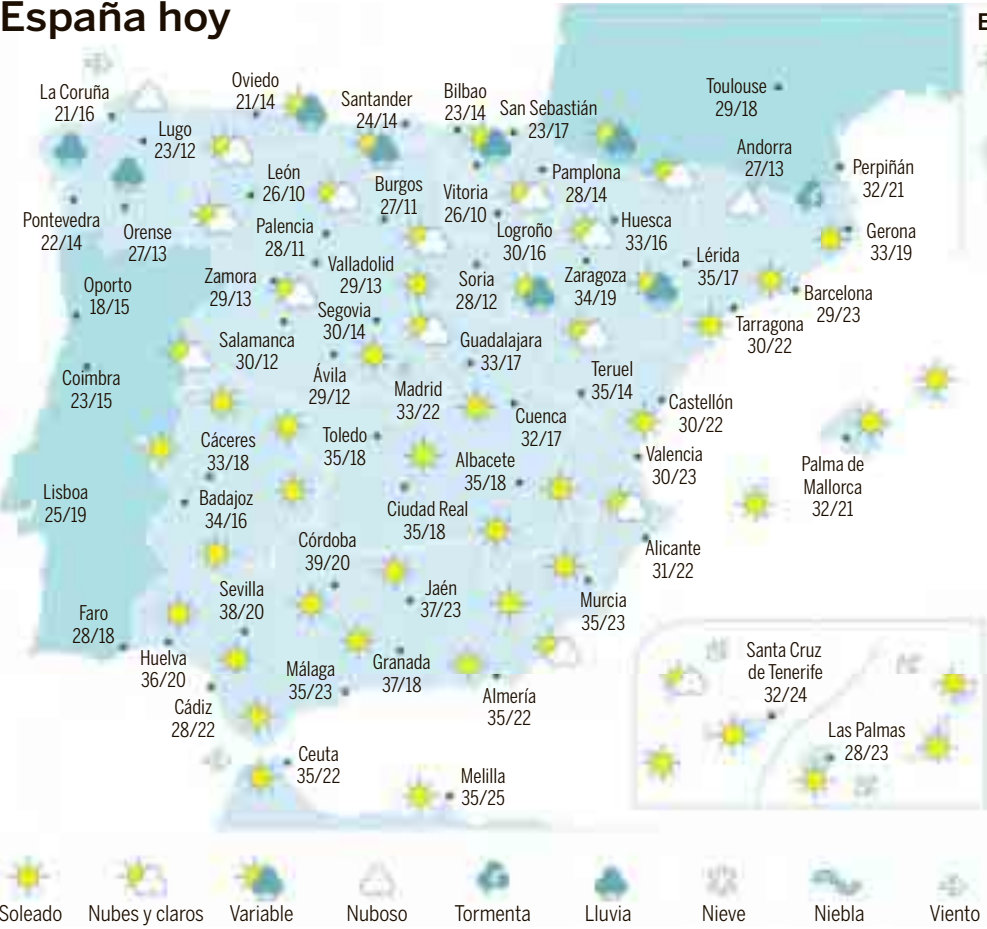 España hoy
E
La Coruña
21/16
Oviedo
21/14
Santander
24/14
Bilbao
23/14
San Sebastián
23/17
Toulouse
29/18
Lugo
23/12
Andorra
27/13
Perpiñán
32/21
León
26/10
Burgos
27/11
Vitoria
26/10
Pamplona
28/14
Pontevedra
22/14
Orense
27/13
Palencia
28/11
Logroño
30/16
Huesca
33/16
Gerona
33/19
Oporto
18/15
Zamora
29/13
Valladolid
29/13
Soria
28/12
Zaragoza
34/19
Lérida
35/17
Barcelona
29/23
Segovia
30/14
Tarragona
30/22
Salamanca
30/12
Guadalajara
33/17
Coimbra
23/15
Ávila
29/12
Madrid
33/22
Teruel
35/14
Cuenca
32/17
Castellón
30/22
Cáceres
33/18
Toledo
35/18
Albacete
35/18
Valencia
30/23
Palma de
Mallorca
32/21
Lisboa
25/19
Badajoz
34/16
Ciudad Real
35/18
Córdoba
39/20
Alicante
31/22
Sevilla
38/20
Jaén
37/23
Murcia
35/23
Faro
28/18
Huelva
36/20
Málaga
35/23
Granada
37/18
Almería
35/22
Santa Cruz
de Tenerife
32/24
Cádiz
28/22
Las Palmas
28/23
Ceuta
35/22
Melilla
35/25
Soleado
Nubes y claros
Variable
Nuboso
Tormenta
Lluvia
Nieve
Niebla
Viento